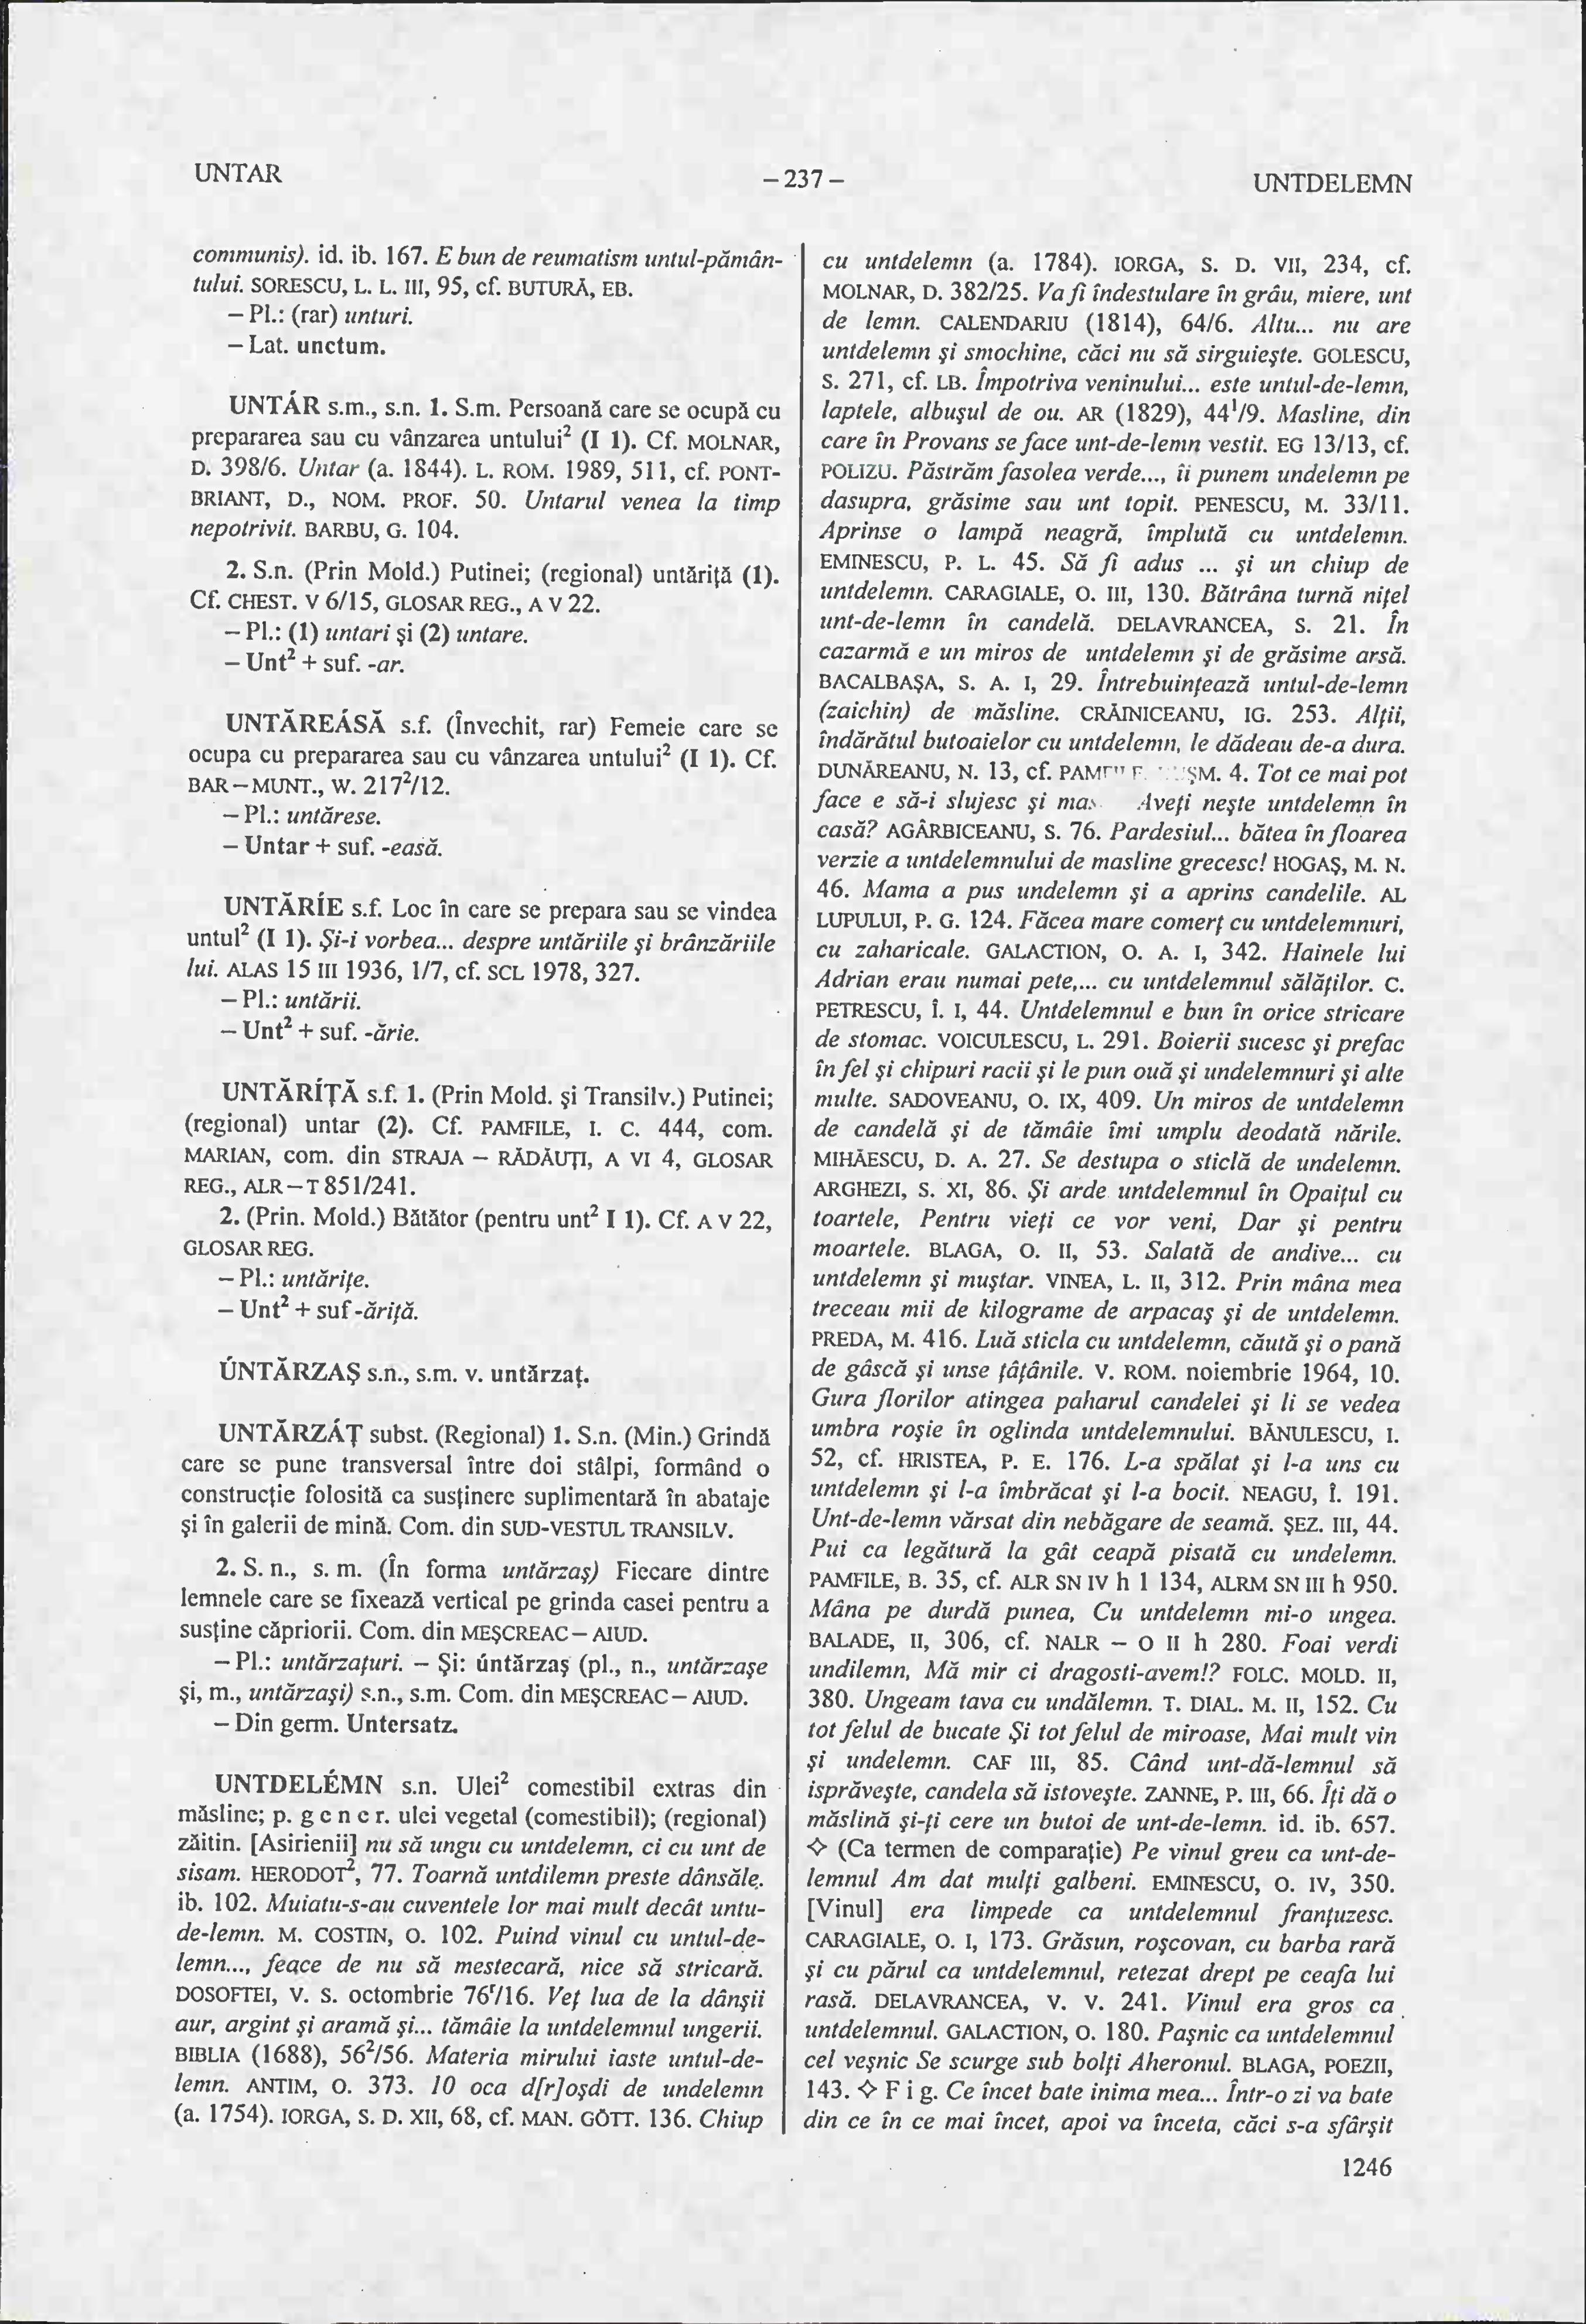 UNTAR
– 237 –
UNTDELEMN
communis). id. ib. 167. E bun de reumatism untul-pămân-
tului. SORESCU, L. L. III, 95, cf. BUTURĂ, EB.
– Pl.: (rar) unturi.
– Lat. unctum.
UNTÁR s.m., s.n. 1. S.m. Persoană care se ocupă cu
prepararea sau cu vânzarea untului² (I 1). Cf. MOLNAR,
D. 398/6. Untar (a. 1844). L. ROM. 1989, 511, cf. PONT-
BRIANT, D., NOM. PROF. 50. Untarul venea la timp
nepotrivit. BARBU, G. 104.
2. S.n. (Prin Mold.) Putinei; (regional) untăriță (1).
Cf. CHEST. V 6/15, GLOSAR REG., A V 22.
– Pl.: (1) untari și (2) untare.
– Unt² + suf. -ar.
UNTĂREÁSĂ s.f. (Învechit, rar) Femeie care se
ocupa cu prepararea sau cu vânzarea untului² (I 1). Cf.
BAR – MUNT., W. 217²/12.
– Pl.: untărese.
– Untar + suf. -easă.
UNTĂRÍE s.f. Loc în care se prepara sau se vindea
untul² (I 1). Și-i vorbea... despre untăriile și brânzăriile
lui. ALAS 15 III 1936, 1/7, cf. SCL 1978, 327.
– Pl.: untării.
– Unt² + suf. -ărie.
UNTĂRÍȚĂ s.f. 1. (Prin Mold. și Transilv.) Putinei;
(regional) untar (2). Cf. PAMFILE, I. C. 444, com.
MARIAN, com. din STRAJA – RĂDĂUȚI, A VI 4, GLOSAR
REG., ALR – T 851/241.
2. (Prin. Mold.) Bătător (pentru unt² I 1). Cf. A V 22,
GLOSAR REG.
– Pl.: untărițe.
– Unt² + suf -ăriță.
ÚNTĂRZAȘ s.n., s.m. v. untărzaț.
UNTĂRZÁȚ subst. (Regional) 1. S.n. (Min.) Grindă
care se pune transversal între doi stâlpi, formând o
construcție folosită ca susținere suplimentară în abataje
și în galerii de mină. Com. din SUD-VESTUL TRANSILV.
2. S. n., s. m. (În forma untărzaș) Fiecare dintre
lemnele care se fixează vertical pe grinda casei pentru a
susține căpriorii. Com. din MEȘCREAC – AIUD.
– Pl.: untărzațuri. – Și: úntărzaș (pl., n., untărzașe
și, m., untărzași) s.n., s.m. Com. din MEȘCREAC – AIUD.
– Din germ. Untersatz.
UNTDELÉMN s.n. Ulei² comestibil extras din
măsline; p. g e n e r. ulei vegetal (comestibil); (regional)
zăitin. [Asirienii] nu să ungu cu untdelemn, ci cu unt de
sisam. HERODOT², 77. Toarnă untdilemn preste dânsăle.
ib. 102. Muiatu-s-au cuventele lor mai mult decât untu-
de-lemn. M. COSTIN, O. 102. Puind vinul cu untul-de-
lemn..., feace de nu să mestecară, nice să stricară.
DOSOFTEI, V. S. octombrie 76ʳ/16. Veț lua de la dânșii
aur, argint și aramă și... tămâie la untdelemnul ungerii.
BIBLIA (1688), 56²/56. Materia mirului iaste untul-de-
lemn. ANTIM, O. 373. 10 oca d[r]oșdi de undelemn
(a. 1754). IORGA, S. D. XII, 68, cf. MAN. GÖTT. 136. Chiup
cu untdelemn (a. 1784). IORGA, S. D. VII, 234, cf.
MOLNAR, D. 382/25. Va fi îndestulare în grâu, miere, unt
de lemn. CALENDARIU (1814), 64/6. Altu... nu are
untdelemn și smochine, căci nu să sirguiește. GOLESCU,
S. 271, cf. LB. Împotriva veninului... este untul-de-lemn,
laptele, albușul de ou. AR (1829), 44¹/9. Masline, din
care în Provans se face unt-de-lemn vestit. EG 13/13, cf.
POLIZU. Păstrăm fasolea verde..., îi punem undelemn pe
dasupra, grăsime sau unt topit. PENESCU, M. 33/11.
Aprinse o lampă neagră, împlută cu untdelemn.
EMINESCU, P. L. 45. Să fi adus ... și un chiup de
untdelemn. CARAGIALE, O. III, 130. Bătrâna turnă nițel
unt-de-lemn în candelă. DELAVRANCEA, S. 21. În
cazarmă e un miros de untdelemn și de grăsime arsă.
BACALBAȘA, S. A. I, 29. Întrebuințează untul-de-lemn
(zaichin) de măsline. CRĂINICEANU, IG. 253. Alții,
îndărătul butoaielor cu untdelemn, le dădeau de-a dura.
DUNĂREANU, N. 13, cf. ȘM. 4. Tot ce mai pot
face e să-i slujesc și Aveți nește untdelemn în
casă? AGÂRBICEANU, S. 76. Pardesiul... bătea în floarea
verzie a untdelemnului de masline grecesc! HOGAȘ, M. N.
46. Mama a pus undelemn și a aprins candelile. AL
LUPULUI, P. G. 124. Făcea mare comerț cu untdelemnuri,
cu zaharicale. GALACTION, O. A. I, 342. Hainele lui
Adrian erau numai pete,... cu untdelemnul sălăților. C.
PETRESCU, Î. I, 44. Untdelemnul e bun în orice stricare
de stomac. VOICULESCU, L. 291. Boierii sucesc și prefac
în fel și chipuri racii și le pun ouă și undelemnuri și alte
multe. SADOVEANU, O. IX, 409. Un miros de untdelemn
de candelă și de tămâie îmi umplu deodată nările.
MIHĂESCU, D. A. 27. Se destupa o sticlă de undelemn.
ARGHEZI, S. XI, 86. Și arde untdelemnul în Opaițul cu
toartele, Pentru vieți ce vor veni, Dar și pentru
moartele. BLAGA, O. II, 53. Salată de andive... cu
untdelemn și muștar. VINEA, L. II, 312. Prin mâna mea
treceau mii de kilograme de arpacaș și de untdelemn.
PREDA, M. 416. Luă sticla cu untdelemn, căută și o pană
de gâscă și unse țâțânile. V. ROM. noiembrie 1964, 10.
Gura florilor atingea paharul candelei și li se vedea
umbra roșie în oglinda untdelemnului. BĂNULESCU, I.
52, cf. HRISTEA, P. E. 176. L-a spălat și l-a uns cu
untdelemn și l-a îmbrăcat și l-a bocit. NEAGU, Î. 191.
Unt-de-lemn vărsat din nebăgare de seamă. ȘEZ. III, 44.
Pui ca legătură la gât ceapă pisată cu undelemn.
PAMFILE, B. 35, cf. ALR SN IV h 1 134, ALRM SN III h 950.
Mâna pe durdă punea, Cu untdelemn mi-o ungea.
BALADE, II, 306, cf. NALR – O II h 280. Foai verdi
undilemn, Mă mir ci dragosti-avem!? FOLC. MOLD. II,
380. Ungeam tava cu undălemn. T. DIAL. M. II, 152. Cu
tot felul de bucate Și tot felul de miroase, Mai mult vin
și undelemn. CAF III, 85. Când unt-dă-lemnul să
isprăvește, candela să istovește. ZANNE, P. III, 66. Îți dă o
măslină și-ți cere un butoi de unt-de-lemn. id. ib. 657.
◇ (Ca termen de comparație) Pe vinul greu ca unt-de-
lemnul Am dat mulți galbeni. EMINESCU, O. IV, 350.
[Vinul] era limpede ca untdelemnul franțuzesc.
CARAGIALE, O. I, 173. Grăsun, roșcovan, cu barba rară
și cu părul ca untdelemnul, retezat drept pe ceafa lui
rasă. DELAVRANCEA, V. V. 241. Vinul era gros ca
untdelemnul. GALACTION, O. 180. Pașnic ca untdelemnul
cel veșnic Se scurge sub bolți Aheronul. BLAGA, POEZII,
143. ◇ F i g. Ce încet bate inima mea... Într-o zi va bate
din ce în ce mai încet, apoi va înceta, căci s-a sfârșit
1246